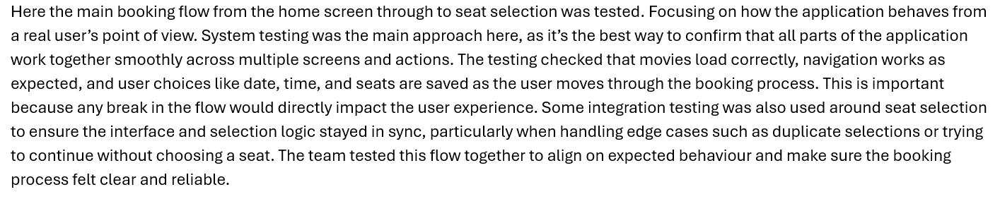 Here the main booking flow from the home screen through to seat selection was tested. Focusing on how the application behaves from
a real user’s point of view. System testing was the main approach here, as it’s the best way to confirm that all parts of the application
work together smoothly across multiple screens and actions. The testing checked that movies load correctly, navigation works as
expected, and user choices like date, time, and seats are saved as the user moves through the booking process. This is important
because any break in the flow would directly impact the user experience. Some integration testing was also used around seat selection
to ensure the interface and selection logic stayed in sync, particularly when handling edge cases such as duplicate selections or trying
to continue without choosing a seat. The team tested this flow together to align on expected behaviour and make sure the booking
process felt clear and reliable.